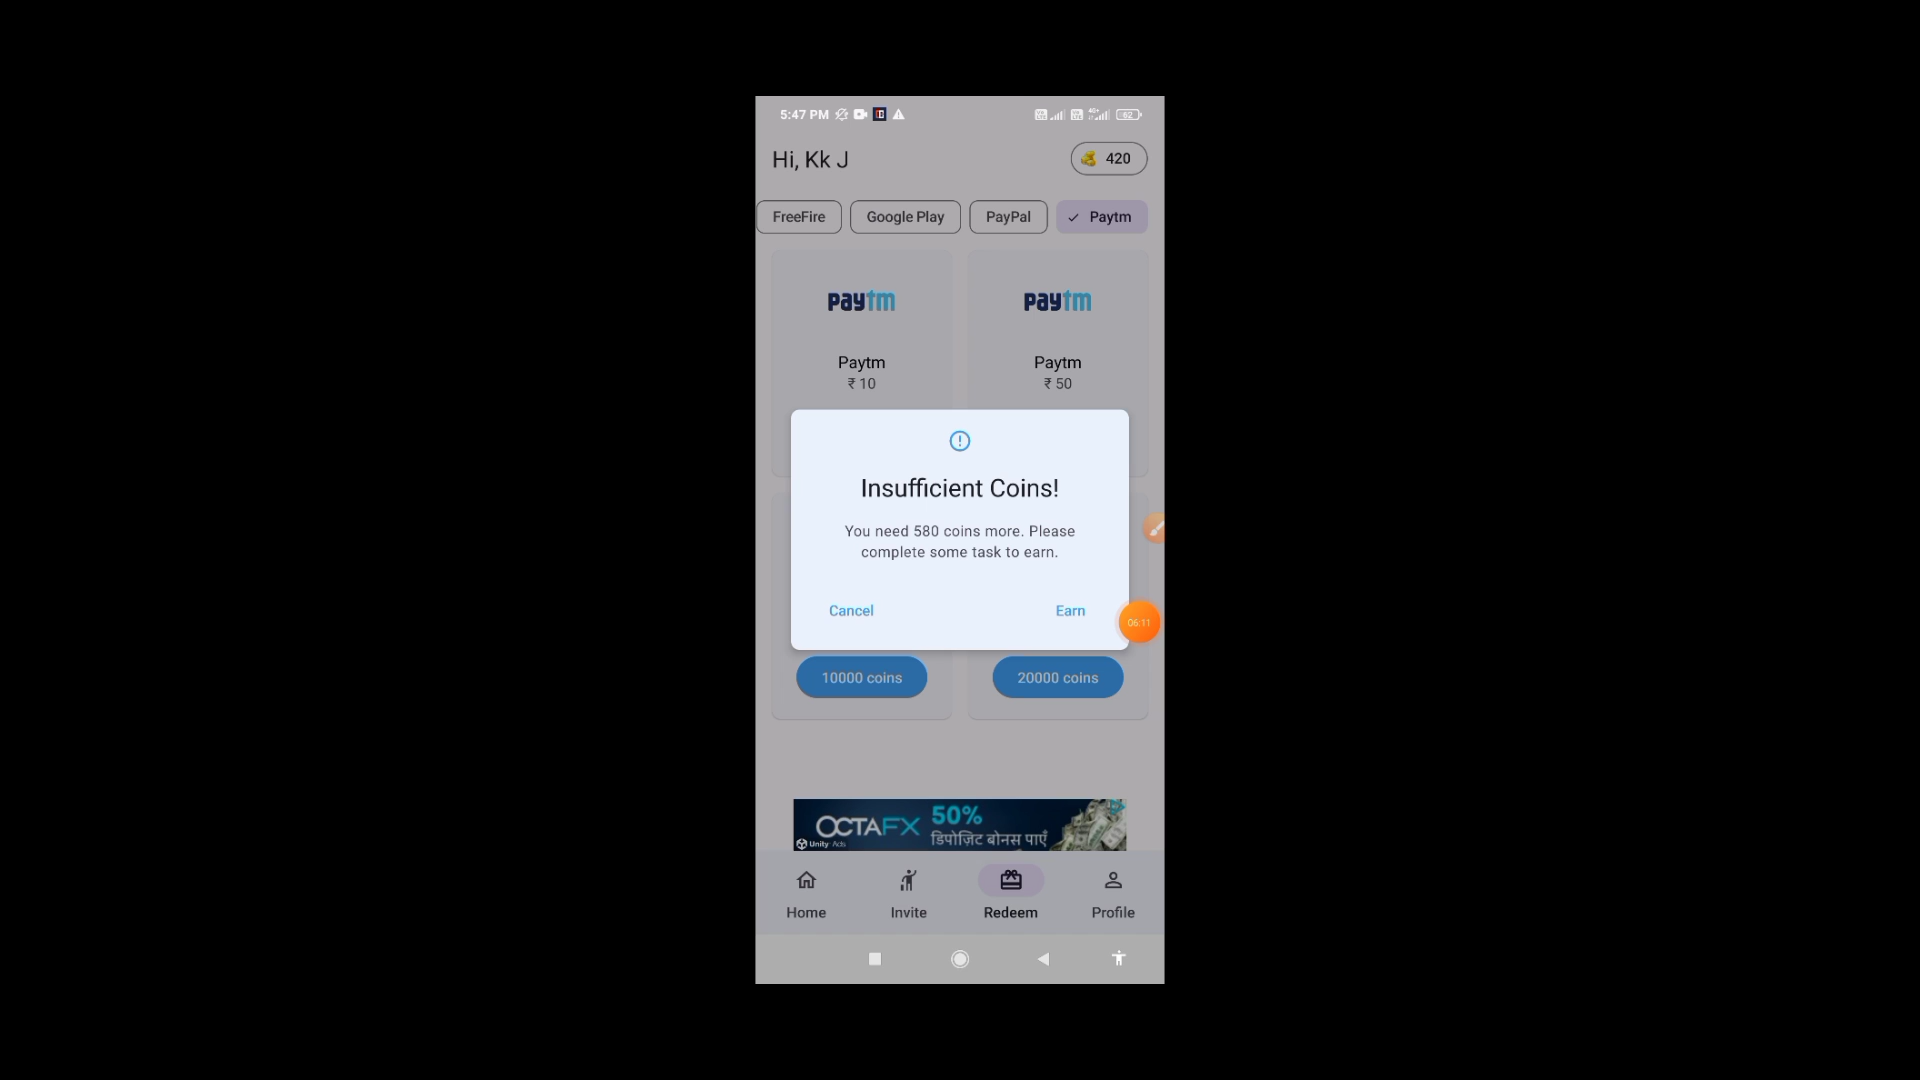 5:47 PM
62
Hi, Kk J
420
FreeFire
Google Play
PayPal
Paytm
paytm
paytm
Paytm
Paytm
₹ 10
₹ 50
Insufficient Coins!
You need 580 coins more. Please
complete some task to earn.
Cancel
Earn
06:11
10000 coins
20000 coins
OCTAFX
50%
डिपोज़िट बोनस पाएँ
Unity Ads
Home
Invite
Redeem
Profile